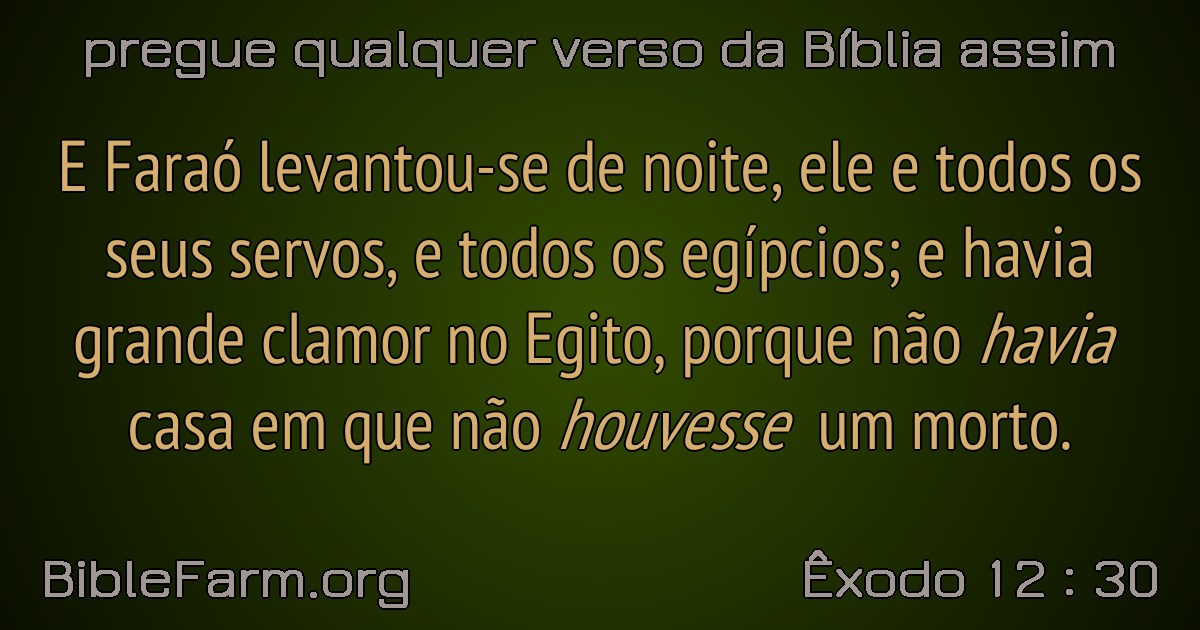 pregue qualquer verso da Bíblia assim
E Faraó levantou-se de noite, ele e todos os
seus servos, e todos os egípcios; e havia
grande clamor no Egito, porque não havia
casa em que não houvesse um morto.
BibleFarm.org
Êxodo 12 : 30